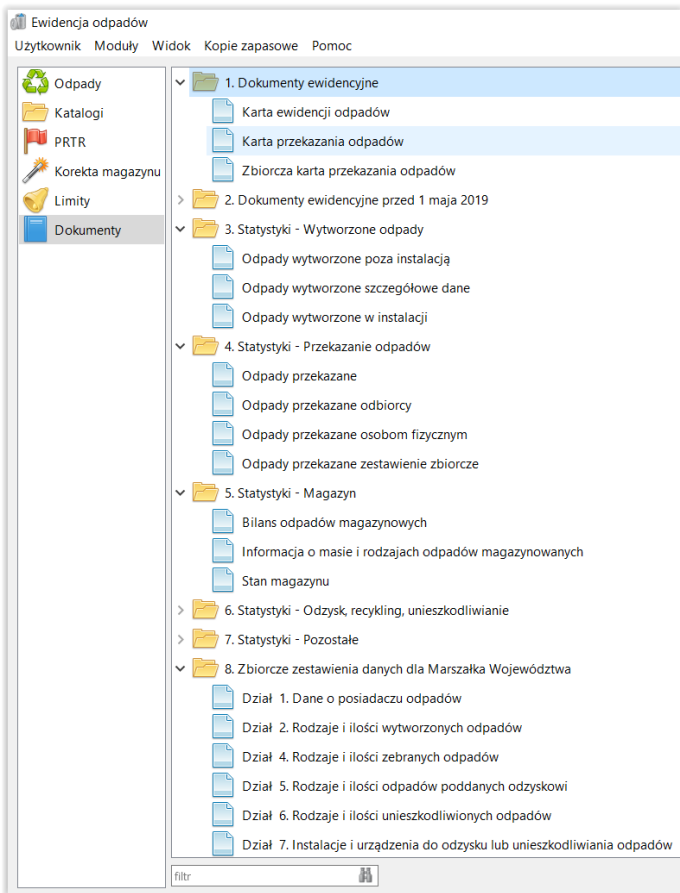 Ewidencja odpadów
Użytkownik Moduły Widok Kopie zapasowe Pomoc
Odpady
Katalogi
PRTR
Korekta magazynu
Limity
Dokumenty
1. Dokumenty ewidencyjne
Karta ewidencji odpadów
Karta przekazania odpadów
Zbiorcza karta przekazania odpadów
2. Dokumenty ewidencyjne przed 1 maja 2019
3. Statystyki - Wytworzone odpady
Odpady wytworzone poza instalacją
Odpady wytworzone szczegółowe dane
Odpady wytworzone w instalacji
4. Statystyki - Przekazanie odpadów
Odpady przekazane
Odpady przekazane odbiorcy
Odpady przekazane osobom fizycznym
Odpady przekazane zestawienie zbiorcze
5. Statystyki - Magazyn
Bilans odpadów magazynowych
Informacja o masie i rodzajach odpadów magazynowanych
Stan magazynu
6. Statystyki - Odzysk, recykling, unieszkodliwianie
7. Statystyki - Pozostałe
8. Zbiorcze zestawienia danych dla Marszałka Województwa
Dział 1. Dane o posiadaczu odpadów
Dział 2. Rodzaje i ilości wytworzonych odpadów
Dział 4. Rodzaje i ilości zebranych odpadów
Dział 5. Rodzaje i ilości odpadów poddanych odzyskowi
Dział 6. Rodzaje i ilości unieszkodliwionych odpadów
Dział 7. Instalacje i urządzenia do odzysku lub unieszkodliwiania odpadów
filtr